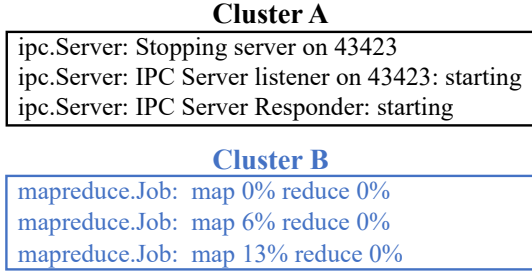 Cluster A
ipc.Server: Stopping server on 43423
ipc.Server: IPC Server listener on 43423: starting
ipc.Server: IPC Server Responder: starting
Cluster B
mapreduce.Job:  map 0% reduce 0%
mapreduce.Job:  map 6% reduce 0%
mapreduce.Job:  map 13% reduce 0%